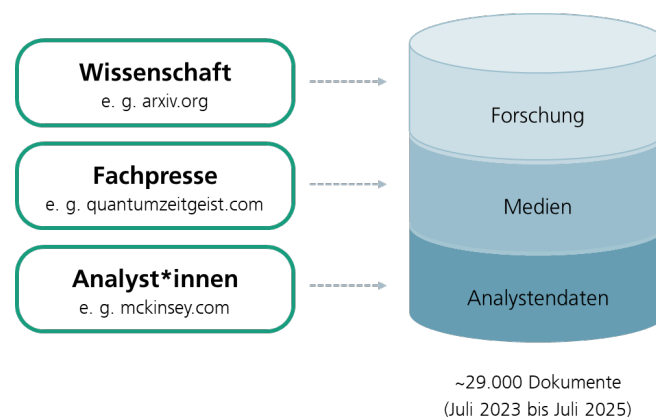 Wissenschaft
e. g. arxiv.org
Forschung
Fachpresse
e. g. quantumzeitgeist.com
Medien
Analyst*innen
e. g. mckinsey.com
Analystendaten
~29.000 Dokumente
(Juli 2023 bis Juli 2025)